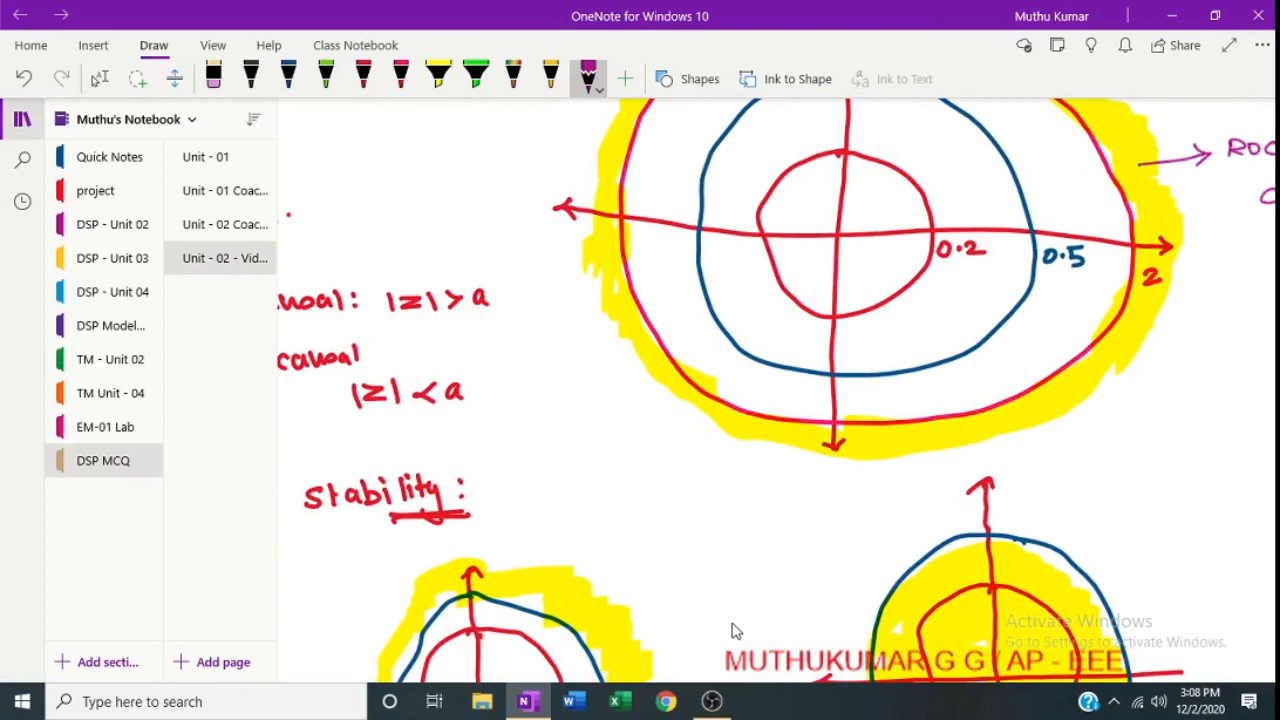 OneNote for Windows 10
Muthu Kumar
Home Insert Draw View Help Class Notebook
Share
Shapes
Ink to Shape
Ink to Text
Muthu's Notebook
Quick Notes
project
DSP - Unit 02
DSP - Unit 03
DSP - Unit 04
DSP Model...
TM - Unit 02
TM Unit - 04
EM-01 Lab
DSP MCQ
Unit - 01
Unit - 01 Coac...
Unit - 02 Coac...
Unit - 02 - Vid...
0.2
0.5
2
|z| > a
causal
|z| < a
Stability:
Activate Windows
Go to Settings to activate Windows.
MUTHUKUMAR G G / AP - EEE
Add secti...
Add page
Type here to search
3:08 PM
12/2/2020